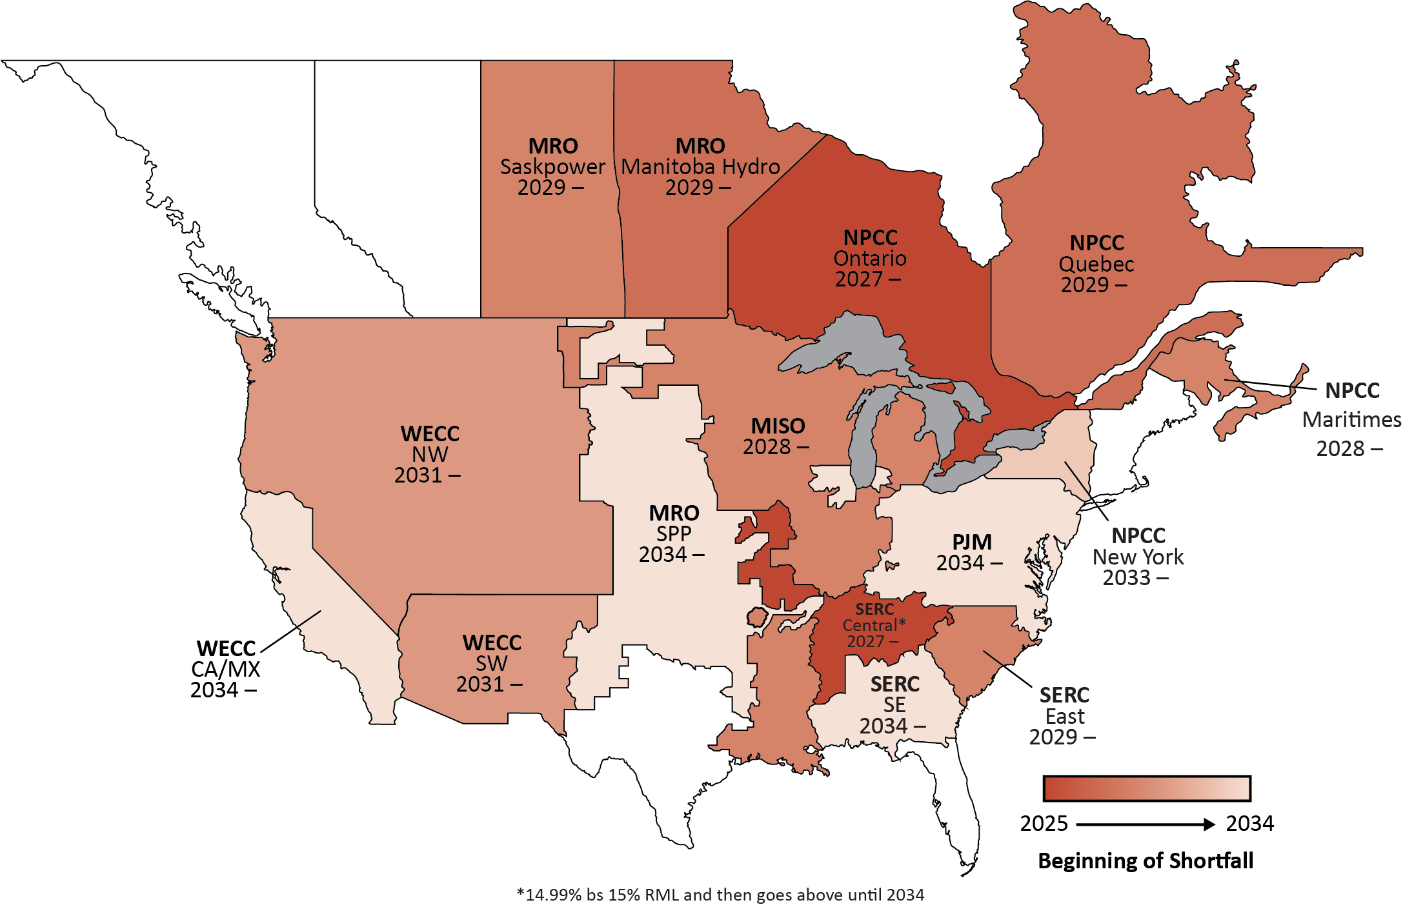 MRO
Saskpower
2029 –
MRO
Manitoba Hydro
2029 –
NPCC
Ontario
2027 –
NPCC
Quebec
2029 –
NPCC
Maritimes
2028 –
WECC
NW
2031 –
MISO
2028 –
MRO
SPP
2034 –
PJM
2034 –
NPCC
New York
2033 –
WECC
CA/MX
2034 –
WECC
SW
2031 –
SERC
Central*
2027 –
SERC
SE
2034 –
SERC
East
2029 –
2025
2034
Beginning of Shortfall
*14.99% bs 15% RML and then goes above until 2034